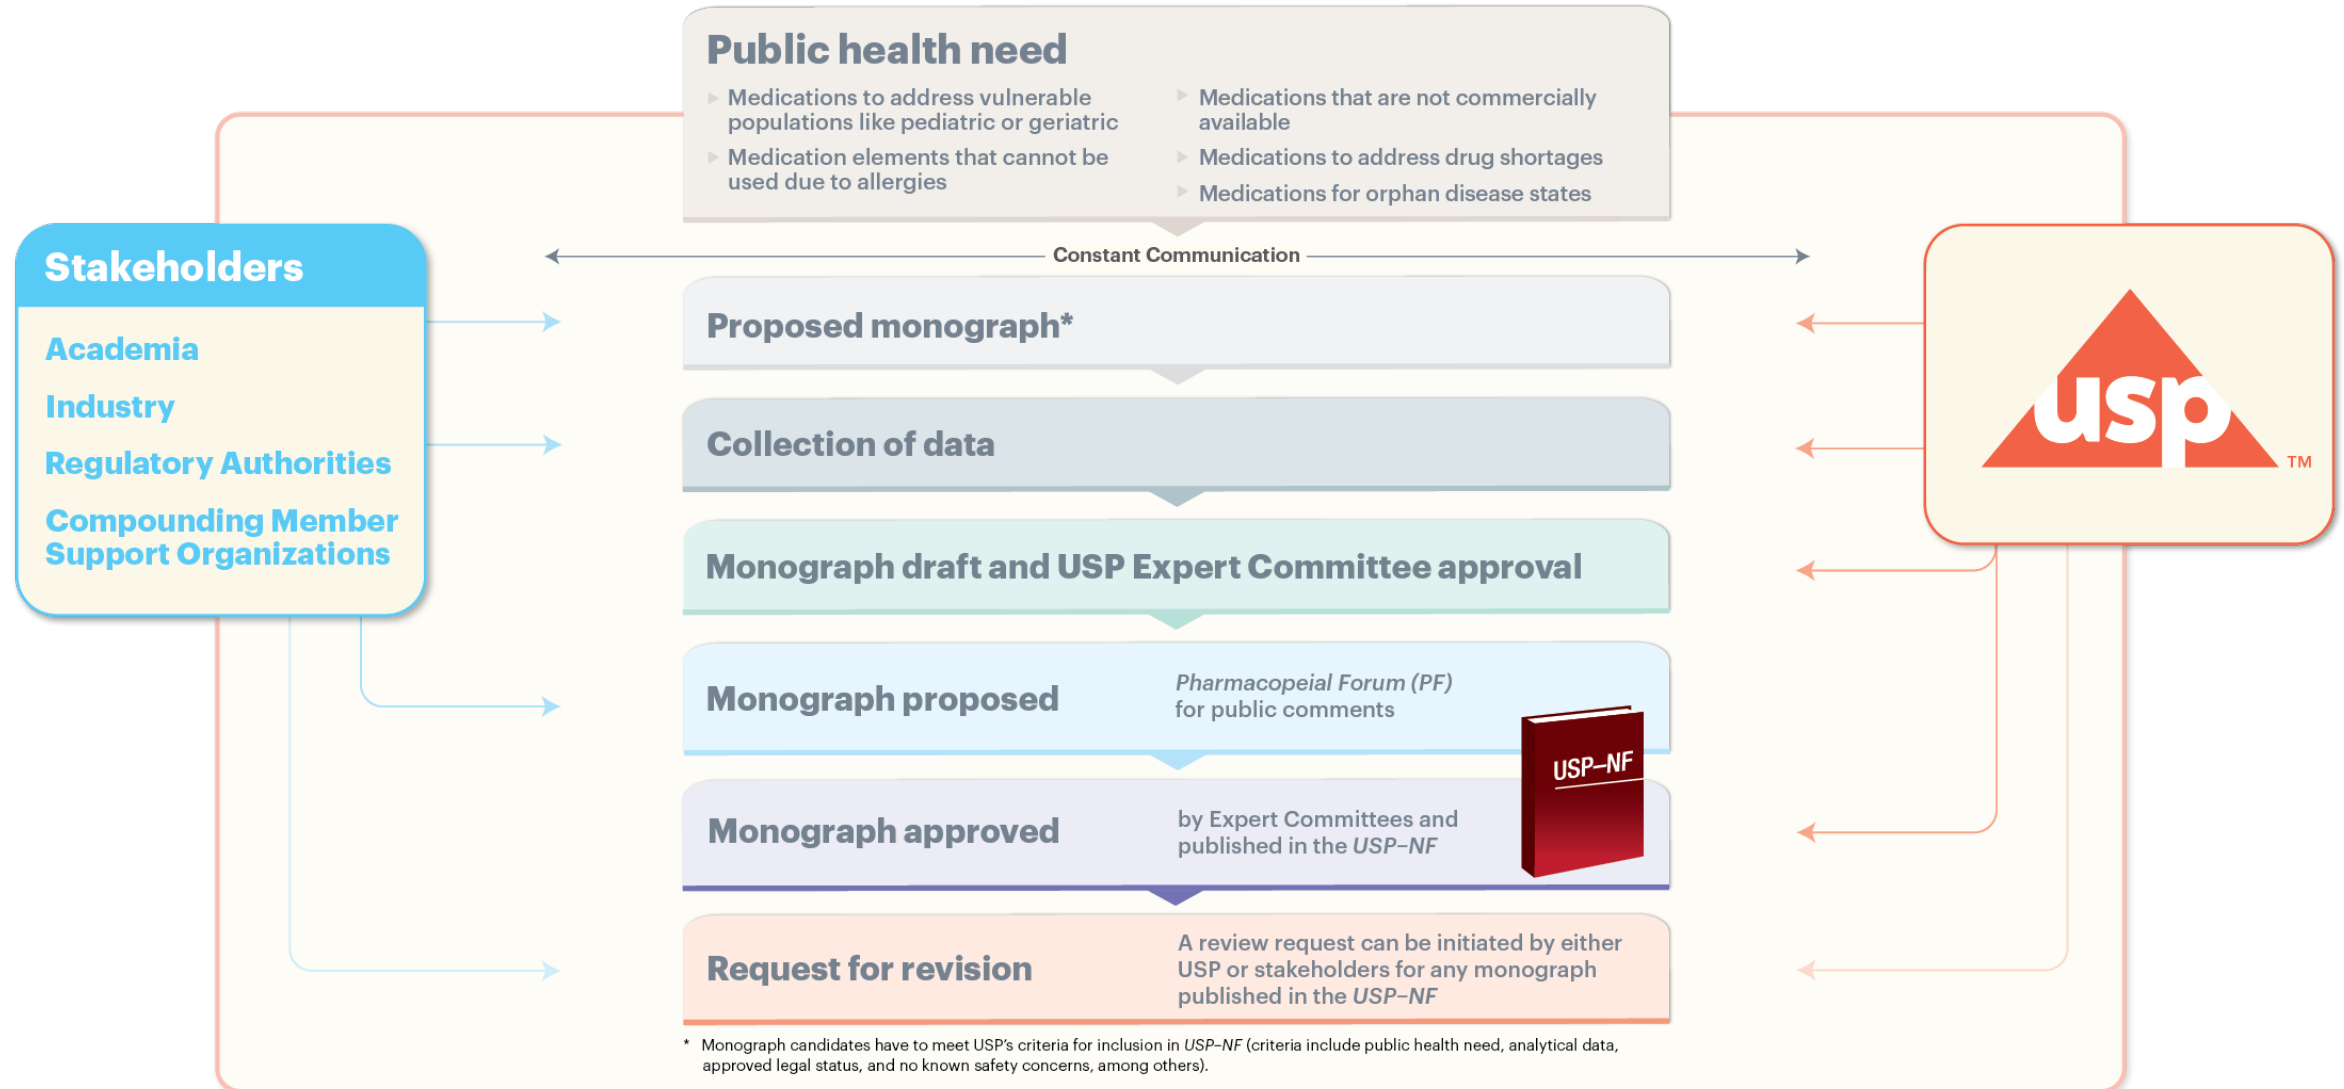 Public health need
Medications to address vulnerable
populations like pediatric or geriatric
Medication elements that cannot be
used due to allergies
Medications that are not commercially
available
Medications to address drug shortages
Medications for orphan disease states
Constant Communication
Stakeholders
Academia
Industry
Regulatory Authorities
Compounding Member
Support Organizations
usp
TM
Proposed monograph*
Collection of data
Monograph draft and USP Expert Committee approval
Monograph proposed
Pharmacopeial Forum (PF)
for public comments
USP–NF
Monograph approved
by Expert Committees and
published in the USP–NF
Request for revision
A review request can be initiated by either
USP or stakeholders for any monograph
published in the USP–NF
* Monograph candidates have to meet USP's criteria for inclusion in USP–NF (criteria include public health need, analytical data,
approved legal status, and no known safety concerns, among others).